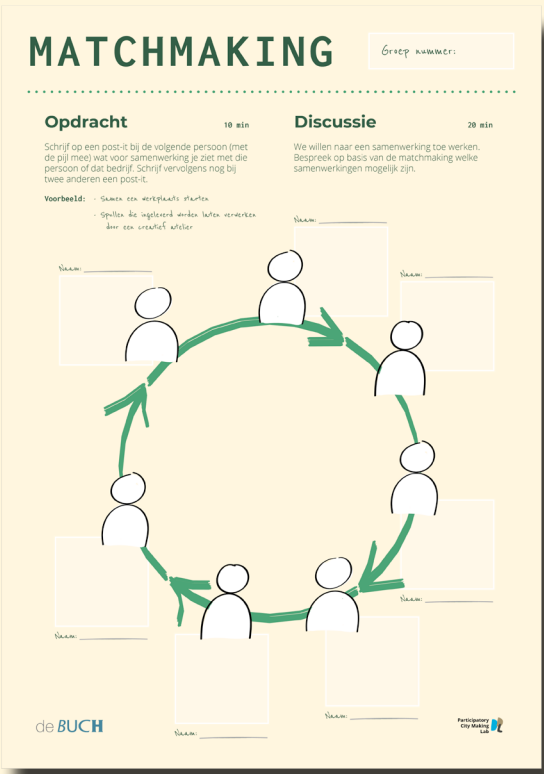 MATCHMAKING
Groep nummer:
Opdracht
10 min
Schrijf op een post-it bij de volgende persoon (met
de pijl mee) wat voor samenwerking je ziet met die
persoon of dat bedrijf. Schrijf vervolgens nog bij
twee anderen een post-it.
Voorbeeld: - Samen een werkplaats starten
- Spullen die ingeleverd worden laten verwerken
door een creatief atelier
Discussie
20 min
We willen naar een samenwerking toe werken.
Bespreek op basis van de matchmaking welke
samenwerkingen mogelijk zijn.
Naam:
Naam:
Naam:
Naam:
Naam:
Naam:
Naam:
de BUCH
Participatory
City Making
Lab